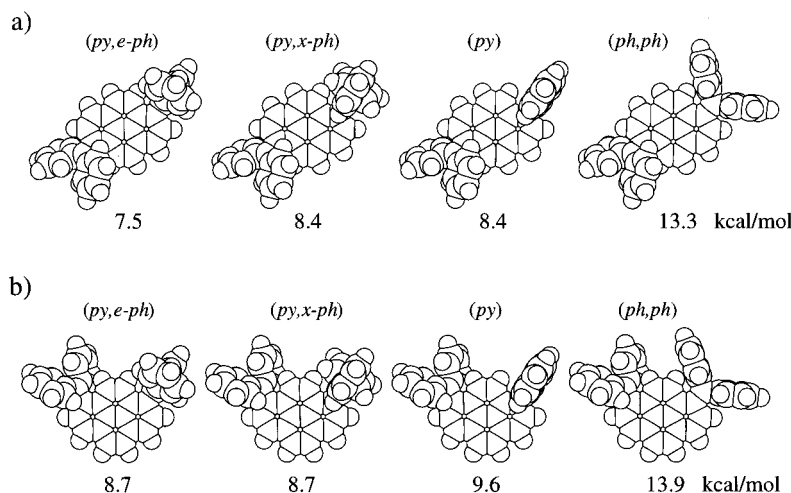 a)
(py,e-ph) (py,x-ph) (py) (ph,ph)
7.5 8.4 8.4 13.3 kcal/mol
b)
(py,e-ph) (py,x-ph) (py) (ph,ph)
8.7 8.7 9.6 13.9 kcal/mol